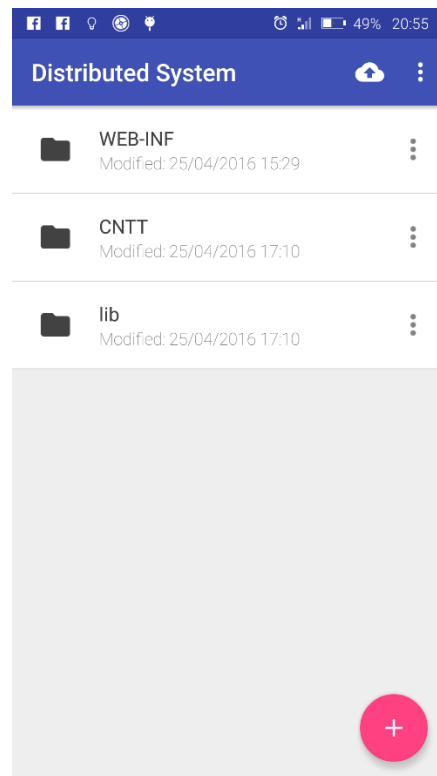 49% 20:55
Distributed System
WEB-INF
Modified: 25/04/2016 15:29
CNTT
Modified: 25/04/2016 17:10
lib
Modified: 25/04/2016 17:10